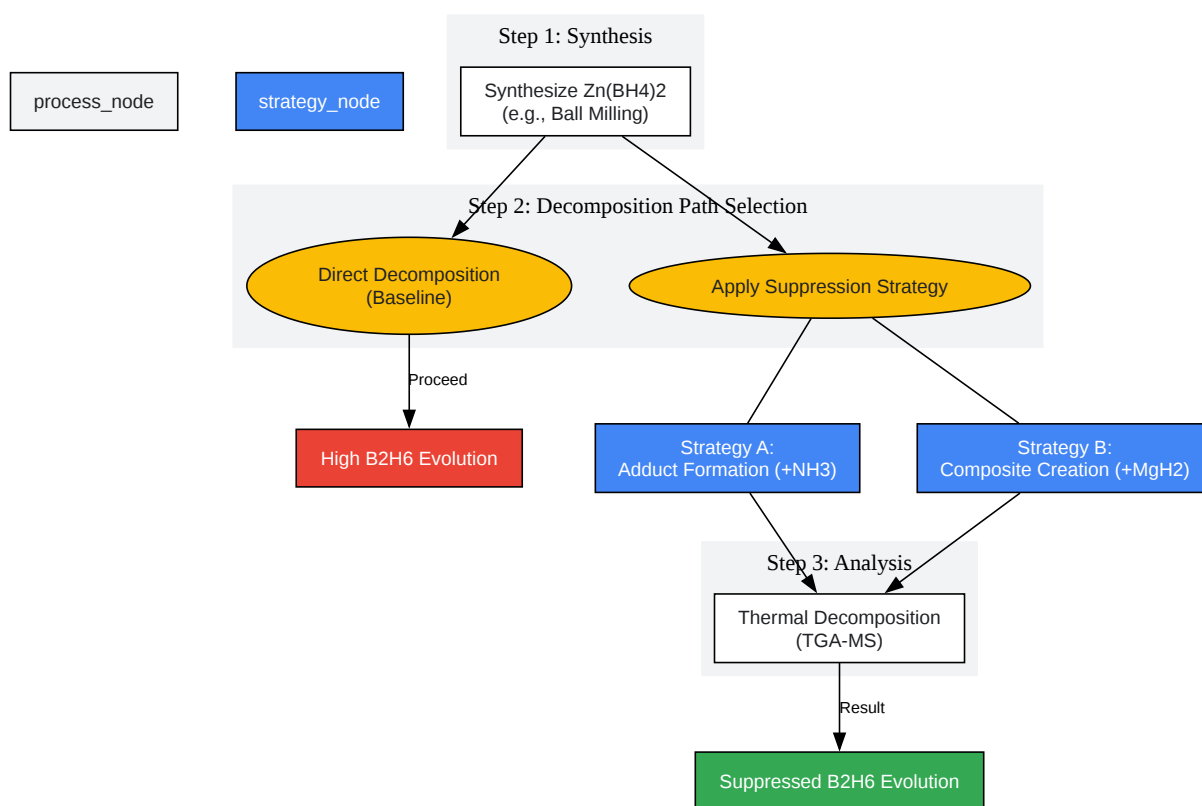 Step 1: Synthesis
process_node
strategy_node
Synthesize Zn(BH4)2
(e.g., Ball Milling)
Step 2: Decomposition Path Selection
Direct Decomposition
(Baseline)
Apply Suppression Strategy
Proceed
High B2H6 Evolution
Strategy A:
Adduct Formation (+NH3)
Strategy B:
Composite Creation (+MgH2)
Step 3: Analysis
Thermal Decomposition
(TGA-MS)
Result
Suppressed B2H6 Evolution